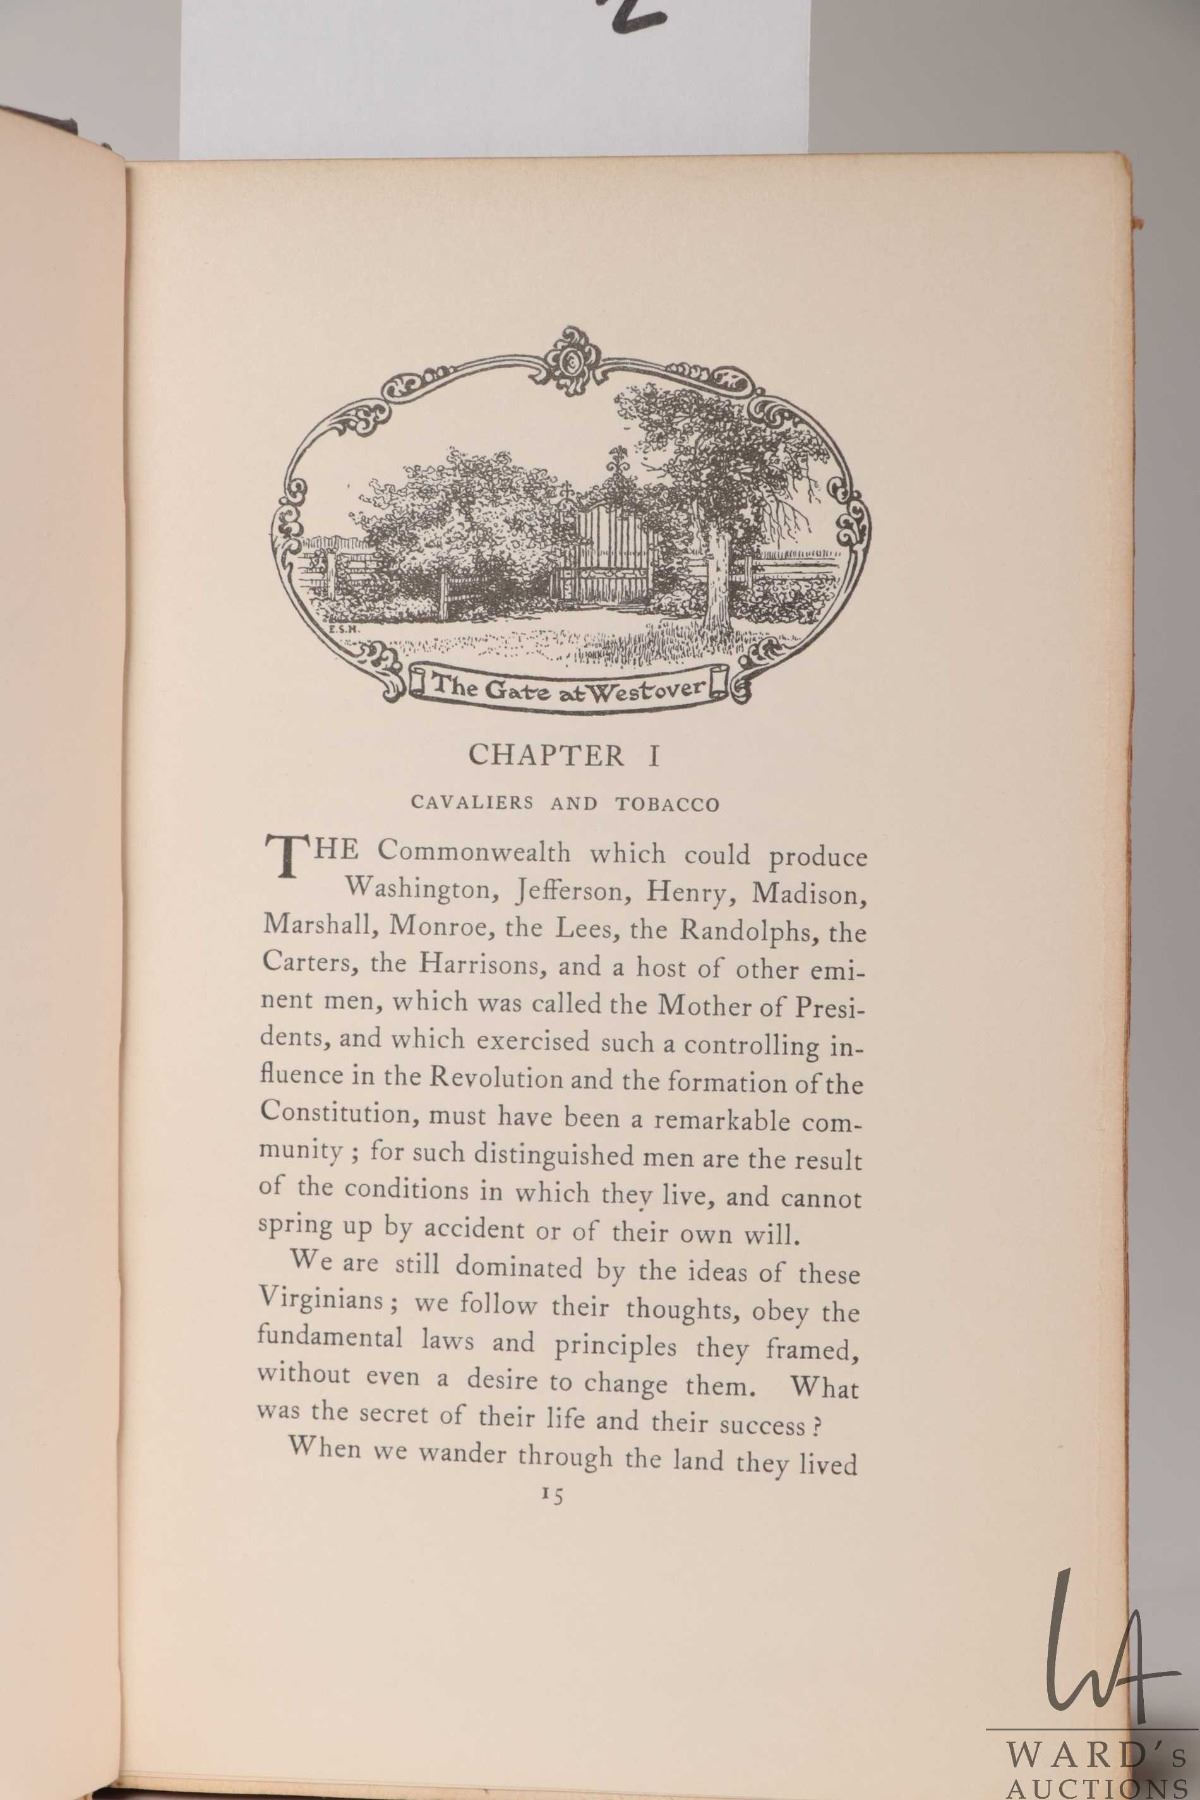 2
E.S.H.
The Gate at Westover
CHAPTER I
CAVALIERS AND TOBACCO
THE Commonwealth which could produce
Washington, Jefferson, Henry, Madison,
Marshall, Monroe, the Lees, the Randolphs, the
Carters, the Harrisons, and a host of other emi-
nent men, which was called the Mother of Presi-
dents, and which exercised such a controlling in-
fluence in the Revolution and the formation of the
Constitution, must have been a remarkable com-
munity ; for such distinguished men are the result
of the conditions in which they live, and cannot
spring up by accident or of their own will.
We are still dominated by the ideas of these
Virginians ; we follow their thoughts, obey the
fundamental laws and principles they framed,
without even a desire to change them. What
was the secret of their life and their success ?
When we wander through the land they lived
15
WA
WARD's
AUCTIONS